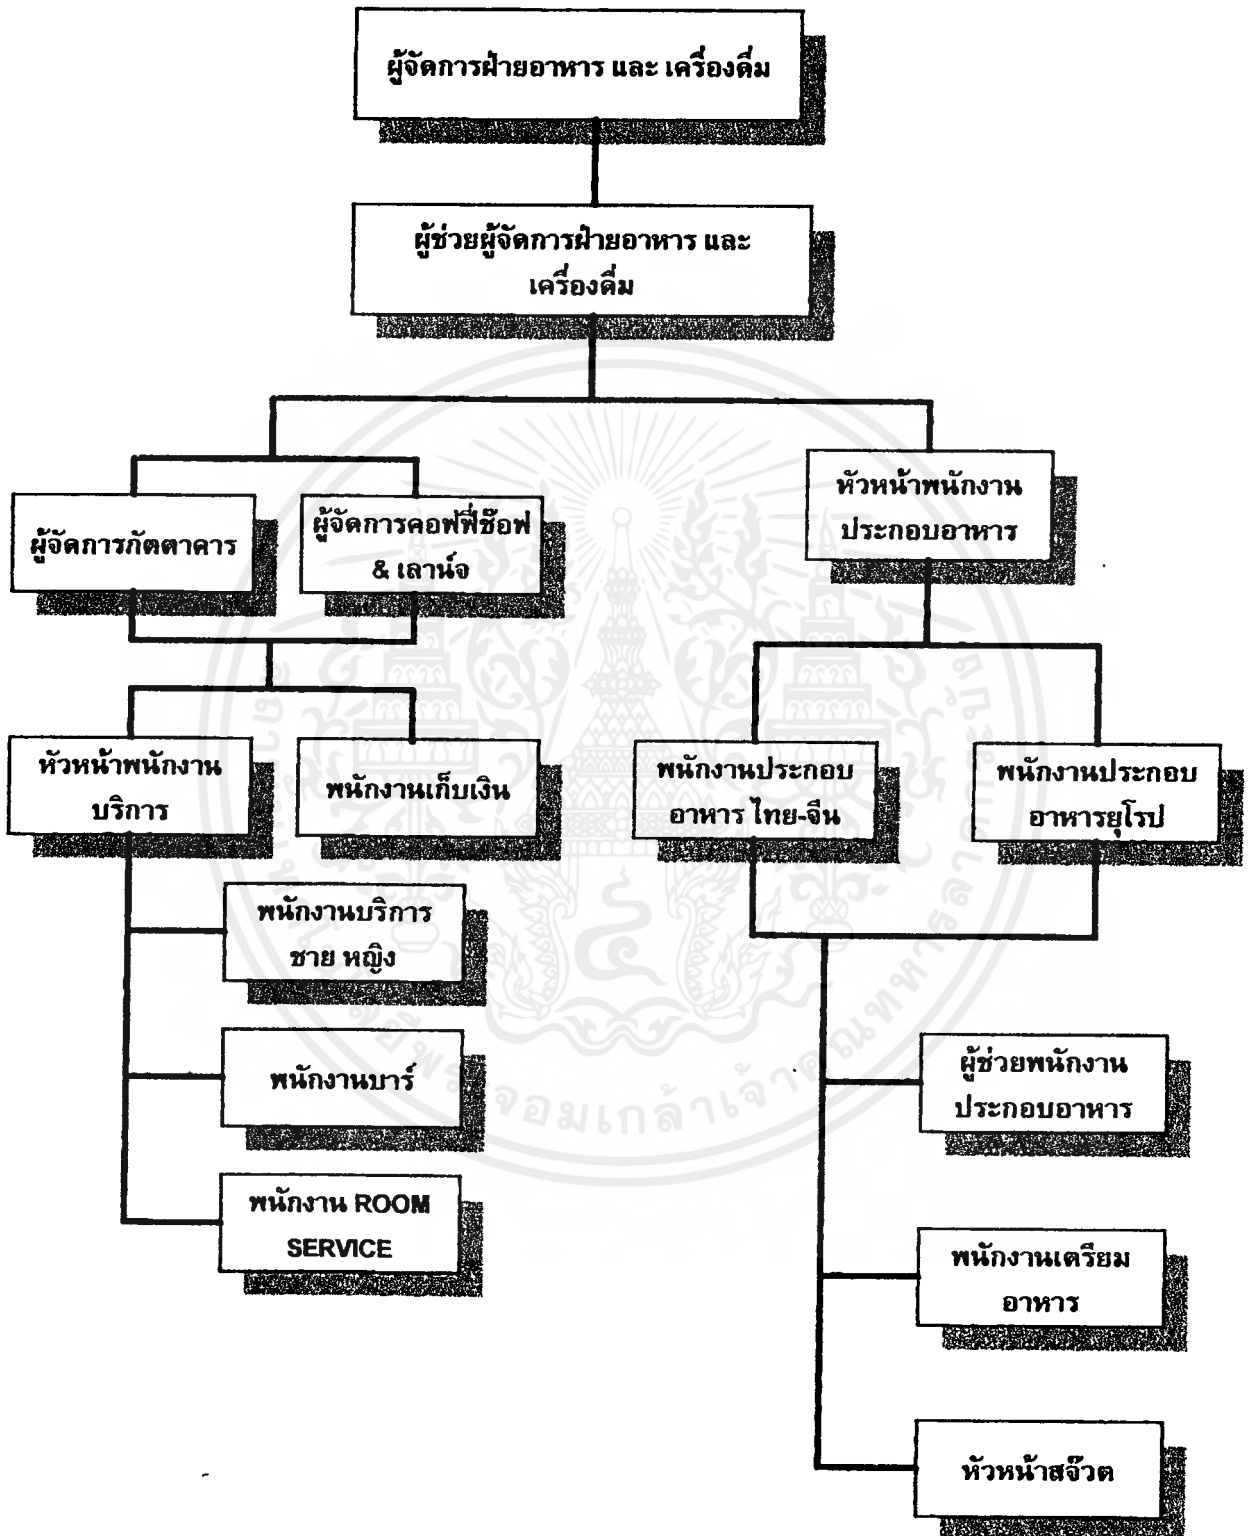 ผู้จัดการฝ่ายอาหาร และ เครื่องดื่ม
ผู้ช่วยผู้จัดการฝ่ายอาหาร และ
เครื่องดื่ม
ผู้จัดการภัตตาคาร
ผู้จัดการคอฟฟี่ช๊อฟ
& เลาน์จ
หัวหน้าพนักงาน
ประกอบอาหาร
หัวหน้าพนักงาน
บริการ
พนักงานเก็บเงิน
พนักงานประกอบ
อาหาร ไทย-จีน
พนักงานประกอบ
อาหารยุโรป
พนักงานบริการ
ชาย หญิง
พนักงานบาร์
พนักงาน ROOM
SERVICE
ผู้ช่วยพนักงาน
ประกอบอาหาร
พนักงานเตรียม
อาหาร
หัวหน้าสจ๊วต